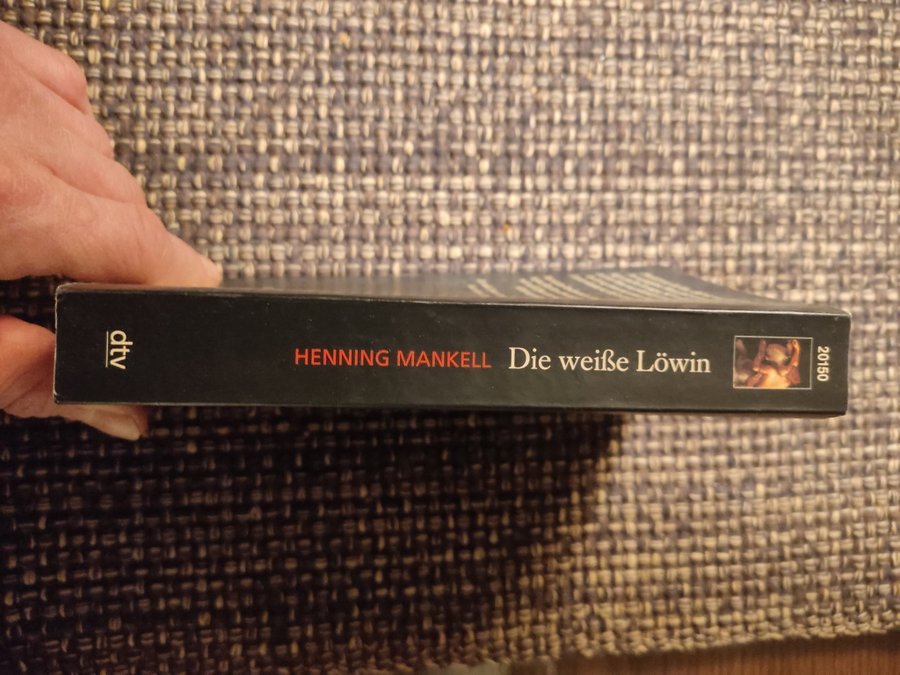 dtv
HENNING MANKELL Die weiße Löwin
20150